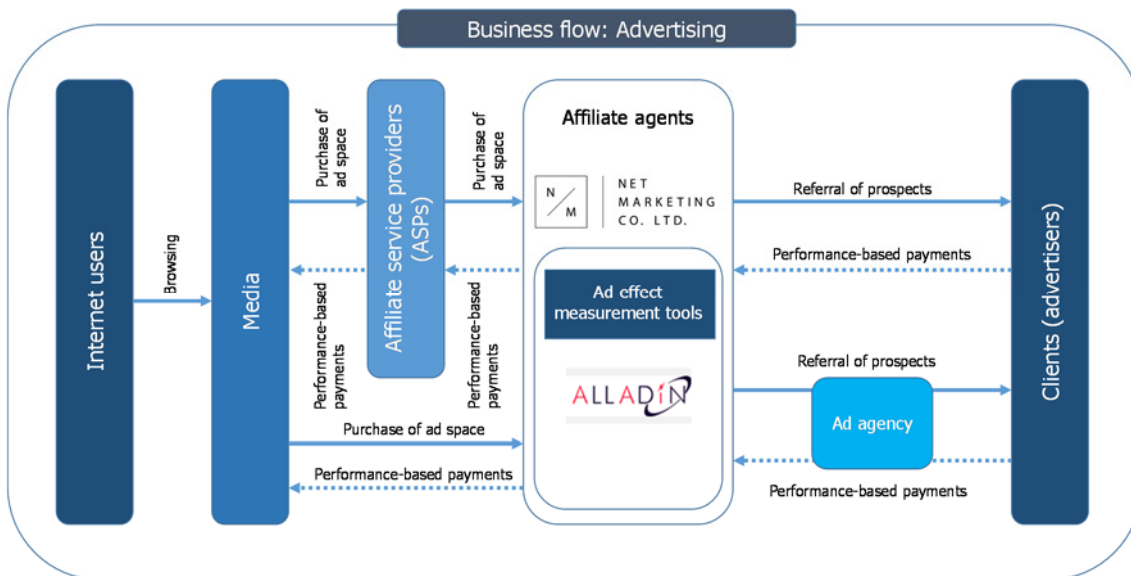 Business flow: Advertising
Internet users
Browsing
Media
Purchase of
ad space
Performance-based
payments
Affiliate service providers
(ASPs)
Purchase of
ad space
Performance-based
payments
Purchase of ad space
Performance-based payments
Affiliate agents
N
M
NET
MARKETING
CO. LTD.
Ad effect
measurement tools
ALLADiN
Referral of prospects
Performance-based payments
Referral of prospects
Ad agency
Performance-based payments
Clients (advertisers)